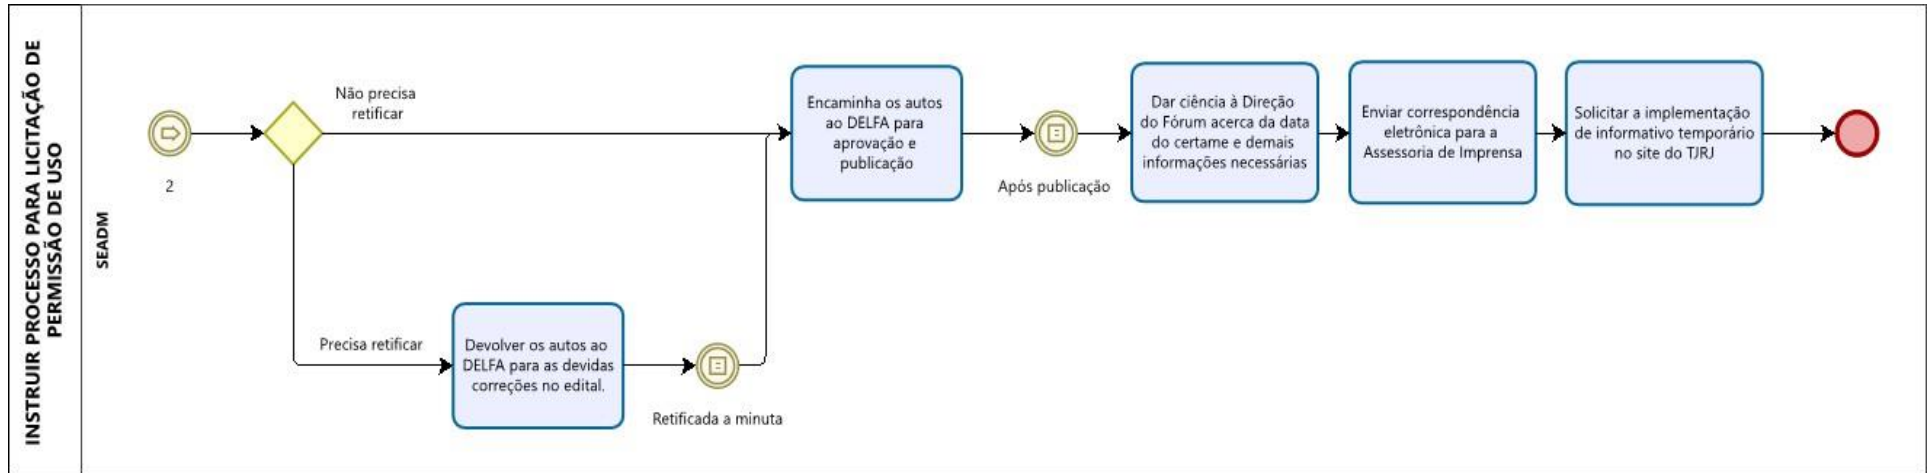 INSTRUIR PROCESSO PARA LICITAÇÃO DE
PERMISSÃO DE USO
SEADM
2
Não precisa
retificar
Precisa retificar
Devolver os autos ao
DELFA para as devidas
correções no edital.
Retificada a minuta
Encaminha os autos
ao DELFA para
aprovação e
publicação
Após publicação
Dar ciência à Direção
do Fórum acerca da data
do certame e demais
informações necessárias
Enviar correspondência
eletrônica para a
Assessoria de Imprensa
Solicitar a implementação
de informativo temporário
no site do TJRJ